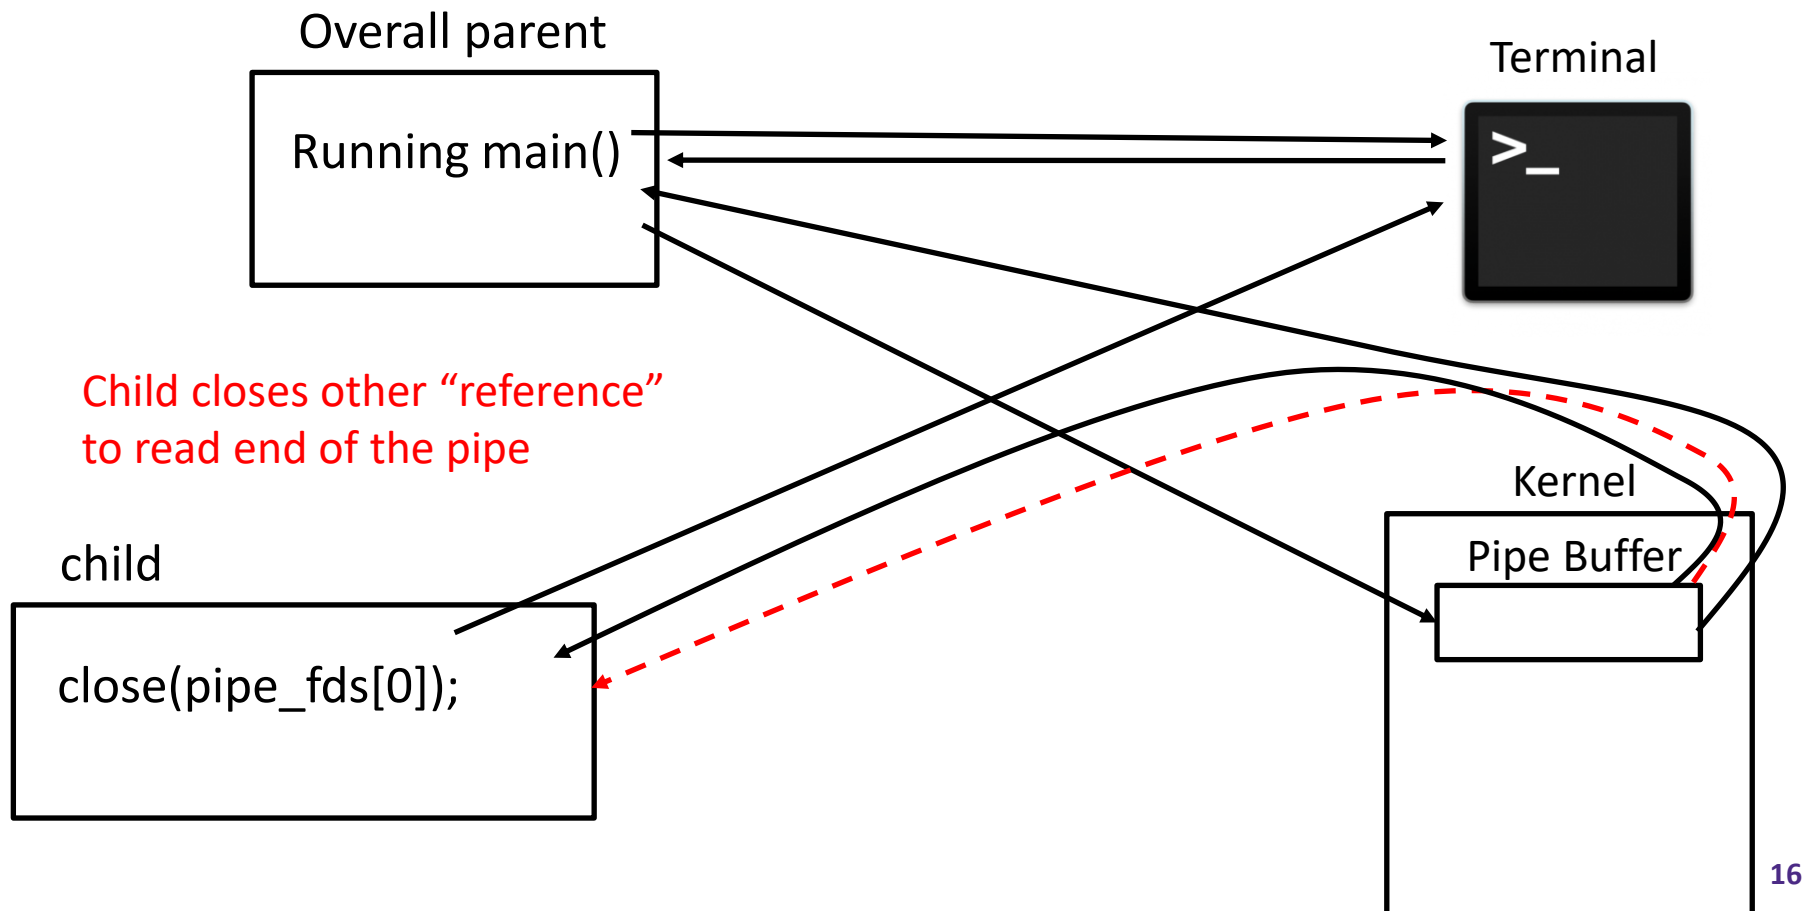 Overall parent
Terminal
Running main()
>_
Child closes other “reference”
to read end of the pipe
Kernel
child
Pipe Buffer
close(pipe_fds[0]);
16